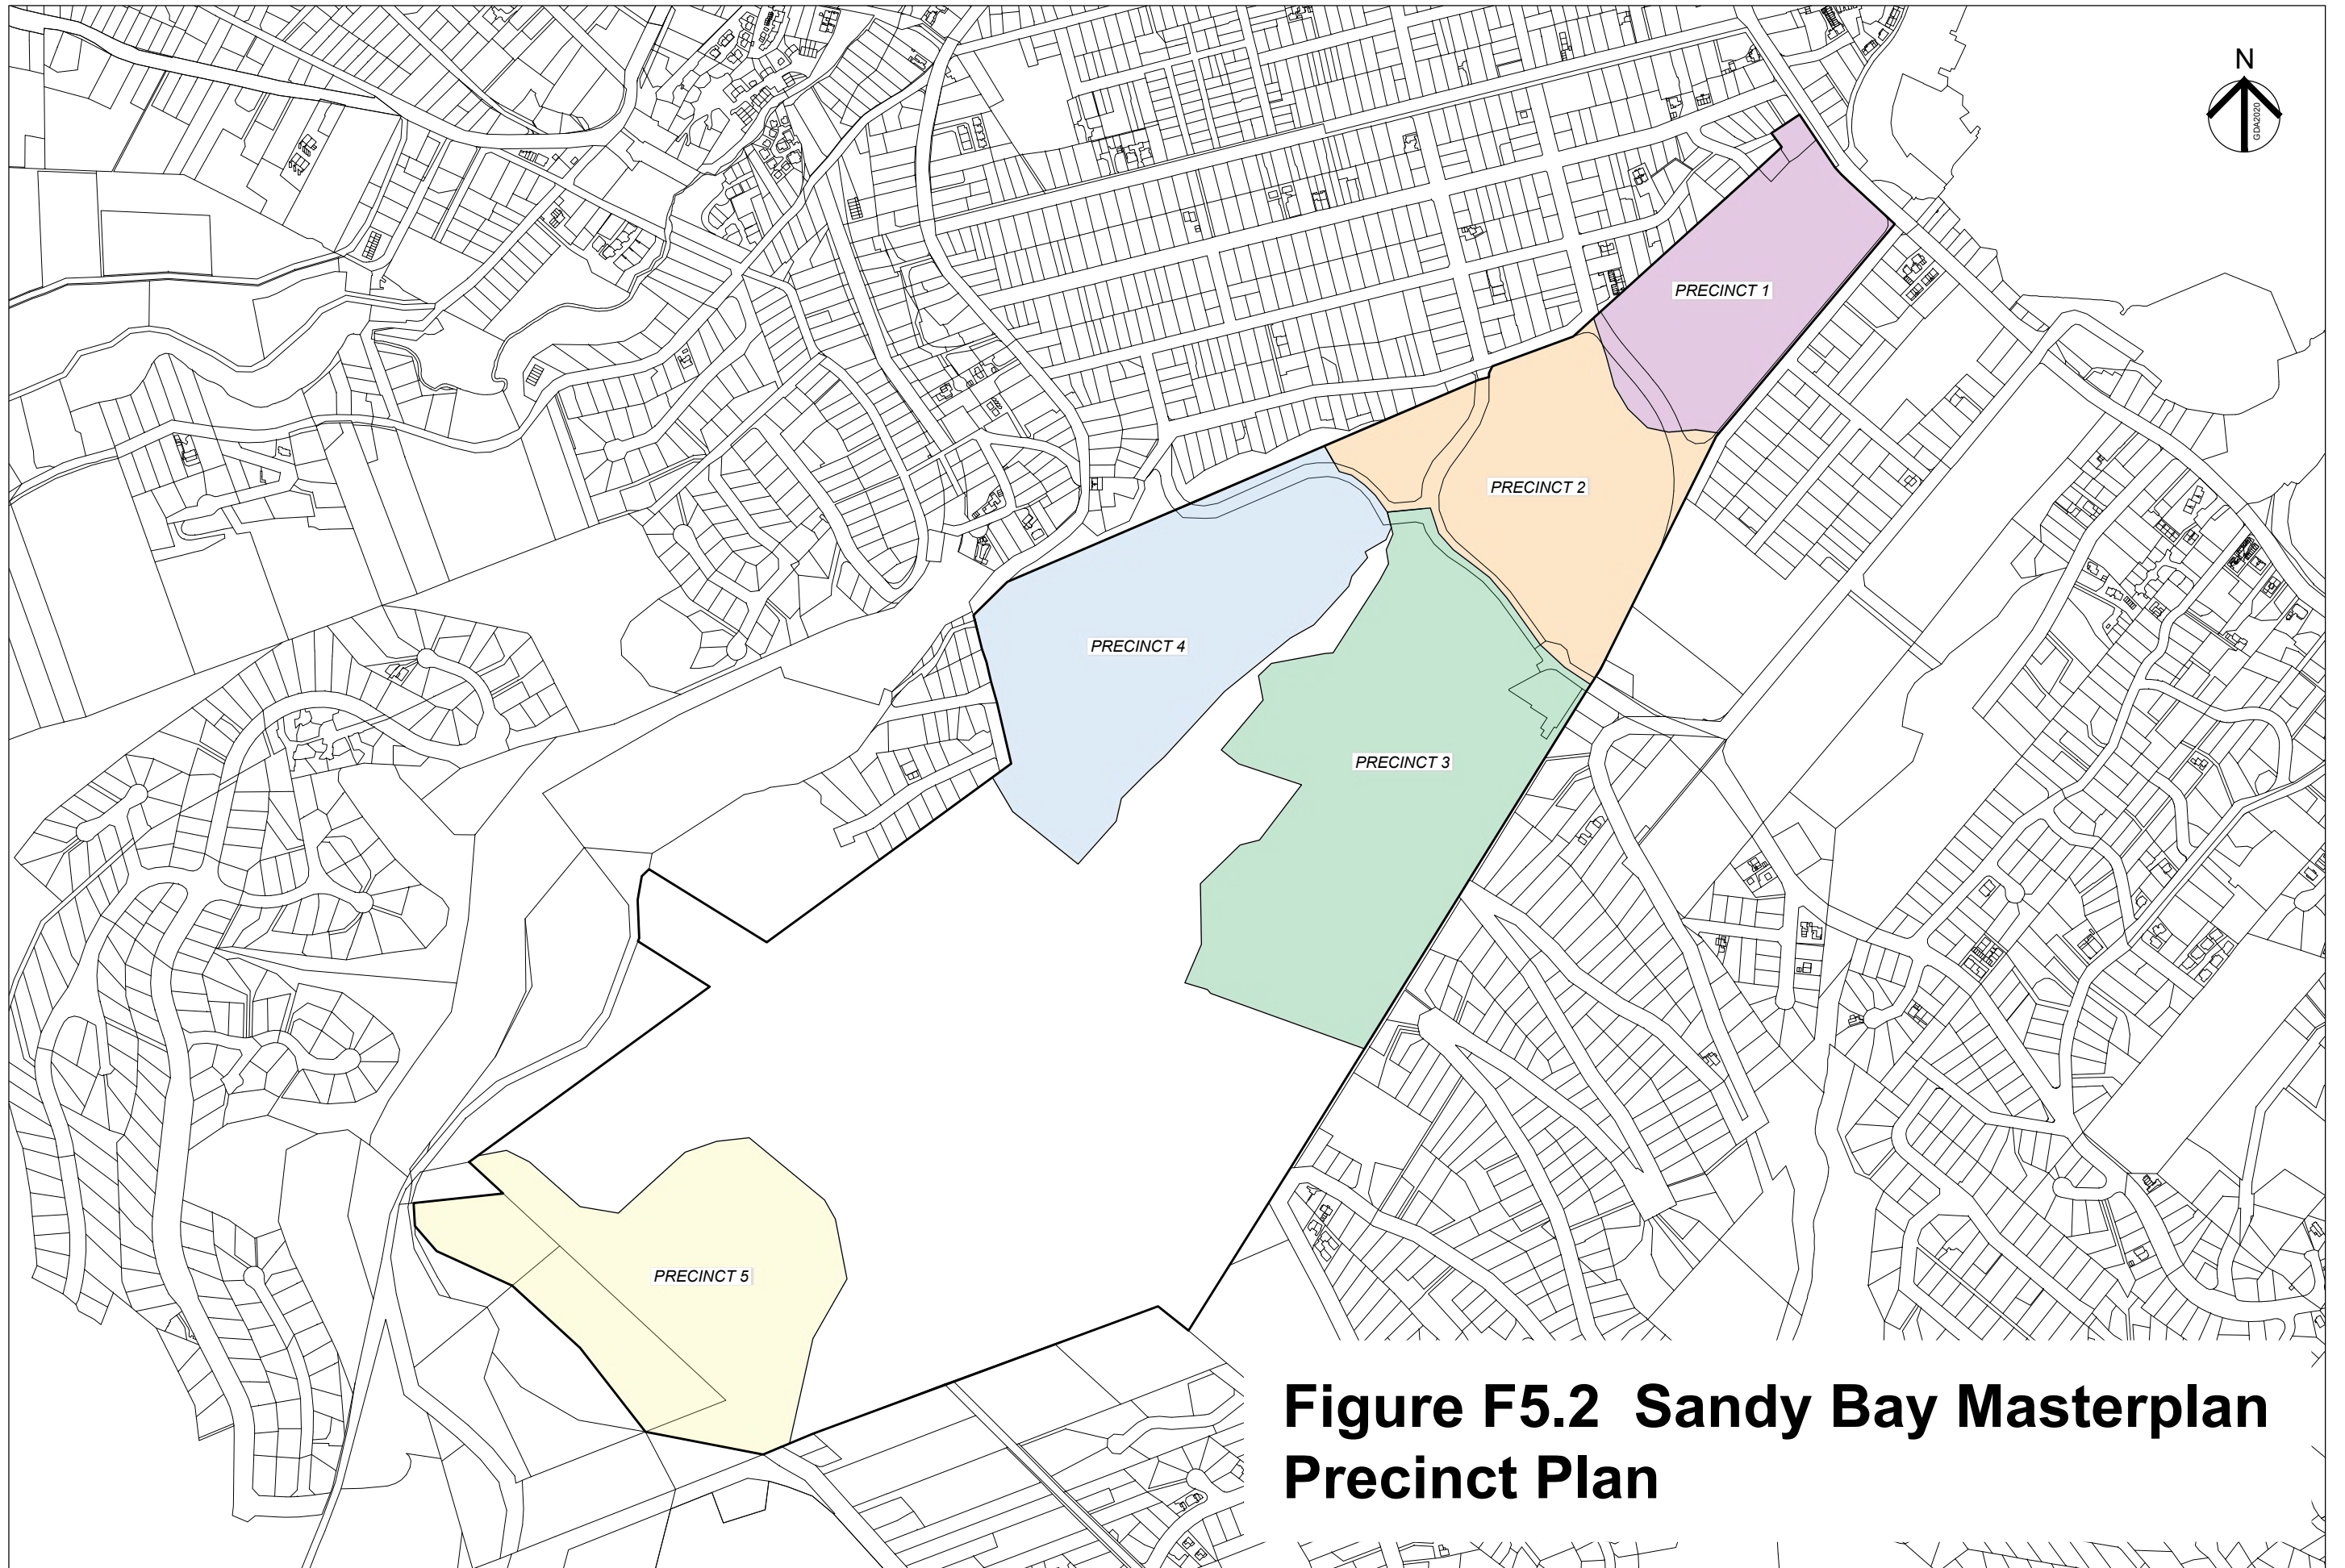 N
GDA2020
PRECINCT 1
PRECINCT 2
PRECINCT 4
PRECINCT 3
PRECINCT 5
Figure F5.2 Sandy Bay Masterplan
Precinct Plan